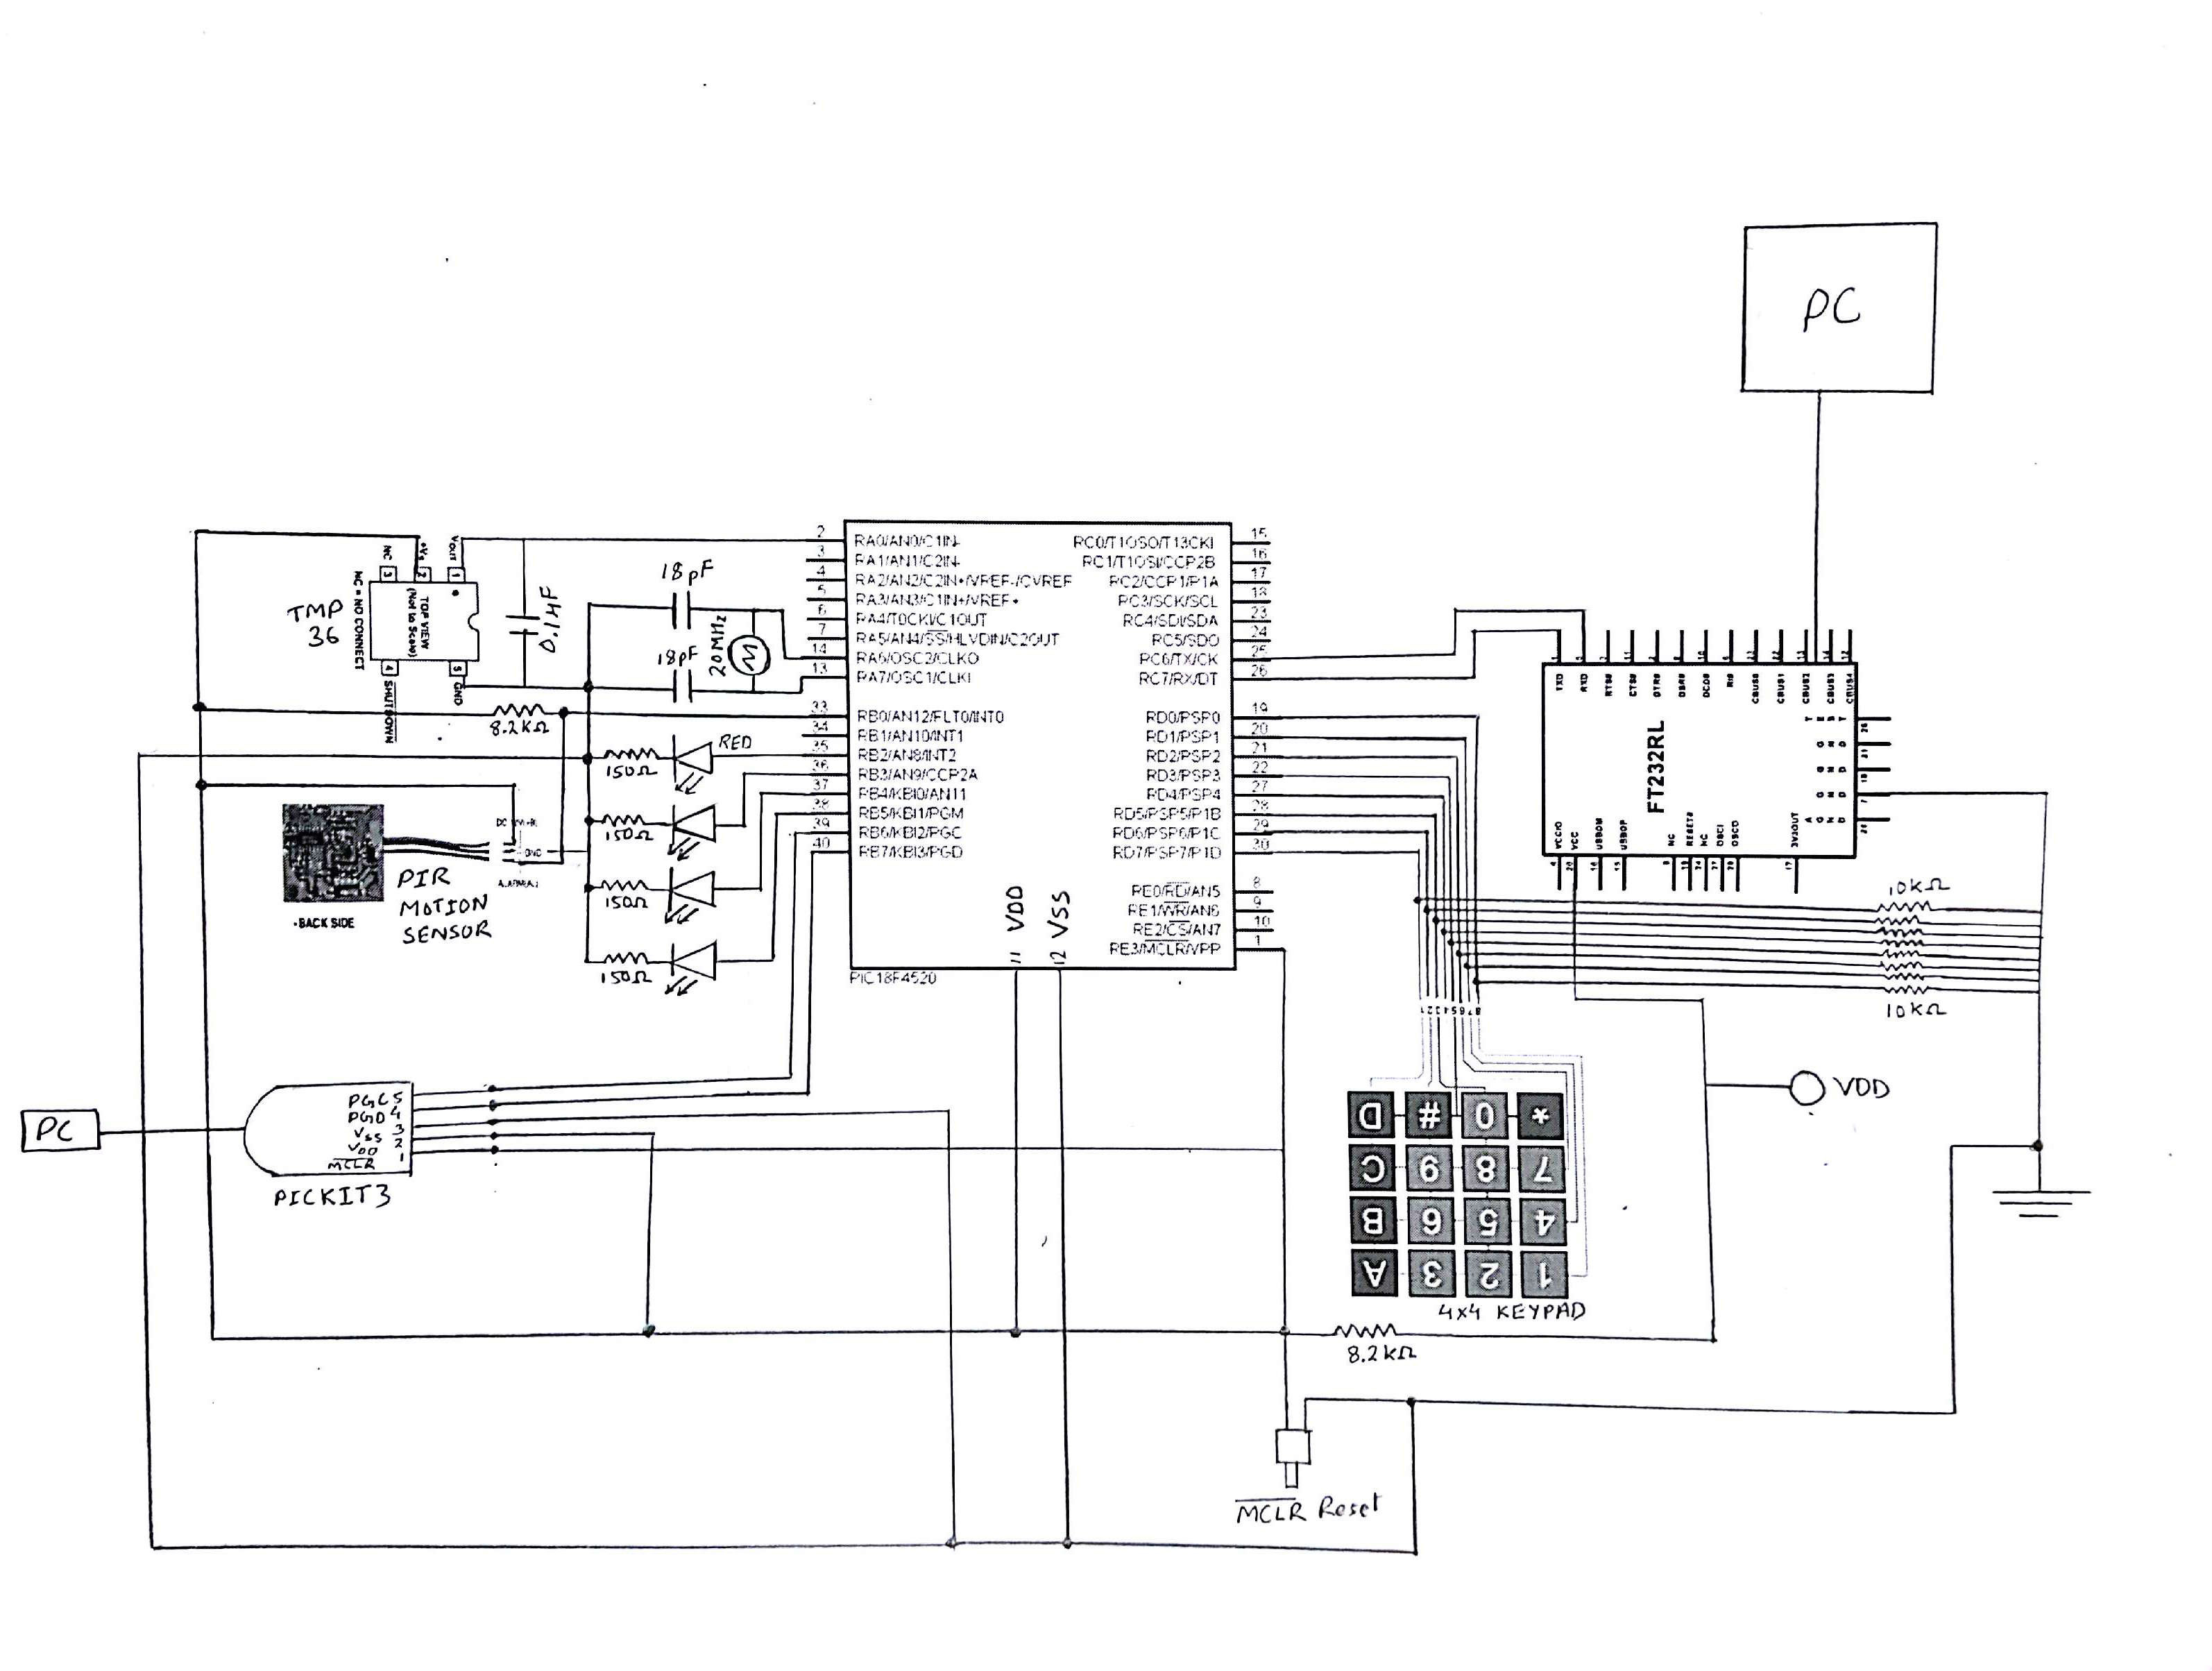 PC
18pF
18pF
20MHz
0.1µF
TMP
36
NC
+Vs
VOUT
3
2
1
TOP VIEW
(Not to Scale)
NC = NO CONNECT
4
5
SHUTDOWN
GND
8.2KΩ
RED
150Ω
150Ω
150Ω
150Ω
GND
PIR
MOTION
SENSOR
•BACK SIDE
2 RA0/AN0/C1IN-
3 RA1/AN1/C2IN-
4 RA2/AN2/C2IN+/VREF-/CVREF
5 RA3/AN3/C1IN+/VREF+
6 RA4/T0CKI/C1OUT
7 RA5/AN4/SS/HLVDIN/C2OUT
14 RA6/OSC2/CLKO
13 RA7/OSC1/CLKI
33 RB0/AN12/FLT0/INT0
34 RB1/AN10/INT1
35 RB2/AN8/INT2
36 RB3/AN9/CCP2A
37 RB4/KBI0/AN11
38 RB5/KBI1/PGM
39 RB6/KBI2/PGC
40 RB7/KBI3/PGD
RC0/T1OSO/T13CKI 15
RC1/T1OSI/CCP2B 16
RC2/CCP1/P1A 17
RC3/SCK/SCL 18
RC4/SDI/SDA 23
RC5/SDO 24
RC6/TX/CK 25
RC7/RX/DT 26
RD0/PSP0 19
RD1/PSP1 20
RD2/PSP2 21
RD3/PSP3 22
RD4/PSP4 27
RD5/PSP5/P1B 28
RD6/PSP6/P1C 29
RD7/PSP7/P1D 30
RE0/RD/AN5 8
RE1/WR/AN6 9
RE2/CS/AN7 10
RE3/MCLR/VPP 1
11 VDD
12 VSS
PIC18F4520
TXD
RXD
RTS#
CTS#
DTR#
DSR#
DCD#
RI#
CBUS0
CBUS1
CBUS2
CBUS3
CBUS4
FT232RL
VCCIO
VCC
USBDM
USBDP
NC
RESET#
NC
OSCI
OSCO
3V3OUT
TEST
GND
GND
GND
AGND
10KΩ
10KΩ
VDD
D # 0 *
C 9 8 7
B 6 5 4
A 3 2 1
4x4 KEYPAD
8.2KΩ
MCLR Reset
PC
PGC 5
PGD 4
VSS 3
VDD 2
MCLR 1
PICKIT3